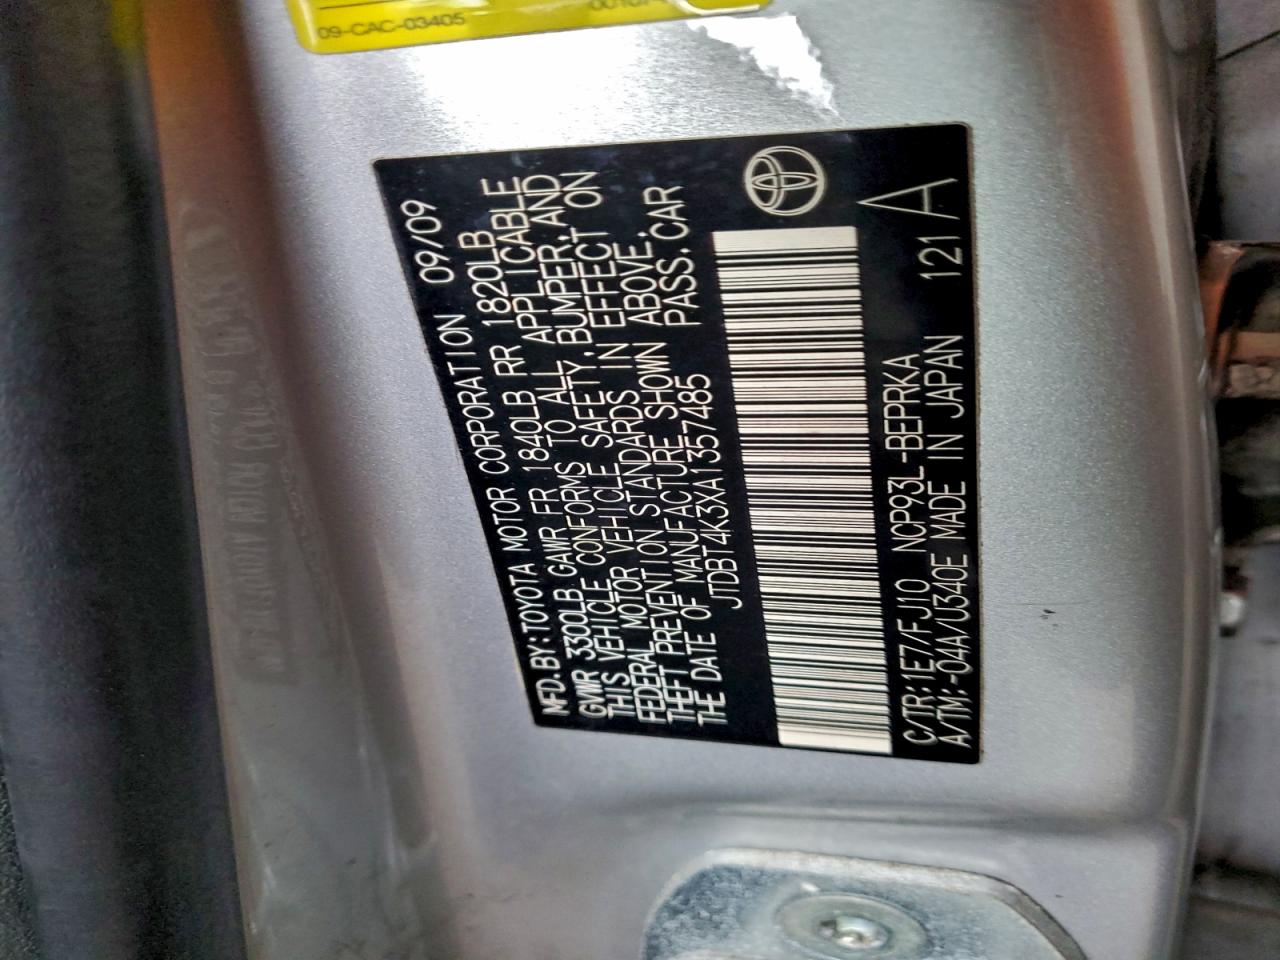 09-CAC-03405
MFD.BY:TOYOTA MOTOR CORPORATION 09/09
GVWR 3300LB GAWR FR 1840LB RR 1820LB
THIS VEHICLE CONFORMS TO ALL APPLICABLE
FEDERAL MOTOR VEHICLE SAFETY,BUMPER,AND
THEFT PREVENTION STANDARDS IN EFFECT ON
THE DATE OF MANUFACTURE SHOWN ABOVE.
JTDBT4K3XA1357485 PASS.CAR
C/TR:1E7/FJ10 NCP93L-BEPRKA
A/TM:-04A/U340E MADE IN JAPAN 121 A